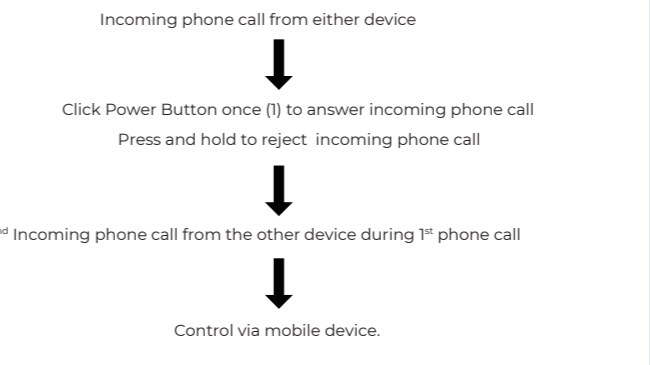 Incoming phone call from either device
Click Power Button once (1) to answer incoming phone call
Press and hold to reject incoming phone call
nd Incoming phone call from the other device during 1st phone call
Control via mobile device.